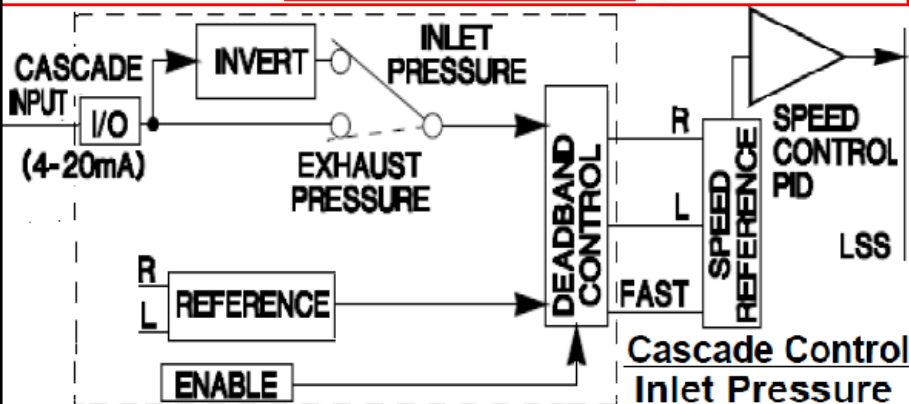 INVERT
INLET
PRESSURE
CASCADE
INPUT
I/O
(4-20mA)
EXHAUST
PRESSURE
DEADBAND
CONTROL
R
L
FAST
SPEED
REFERENCE
SPEED
CONTROL
PID
LSS
R
L
REFERENCE
ENABLE
Cascade Control
Inlet Pressure